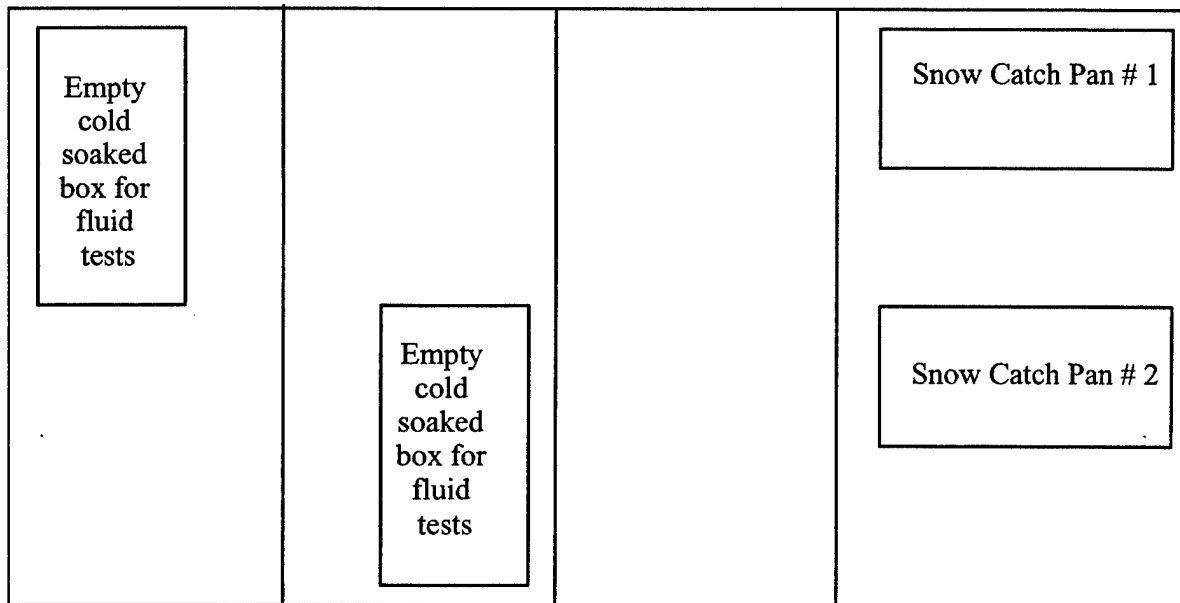 Empty
cold
soaked
box for
fluid
tests
Empty
cold
soaked
box for
fluid
tests
Snow Catch Pan # 1
Snow Catch Pan # 2